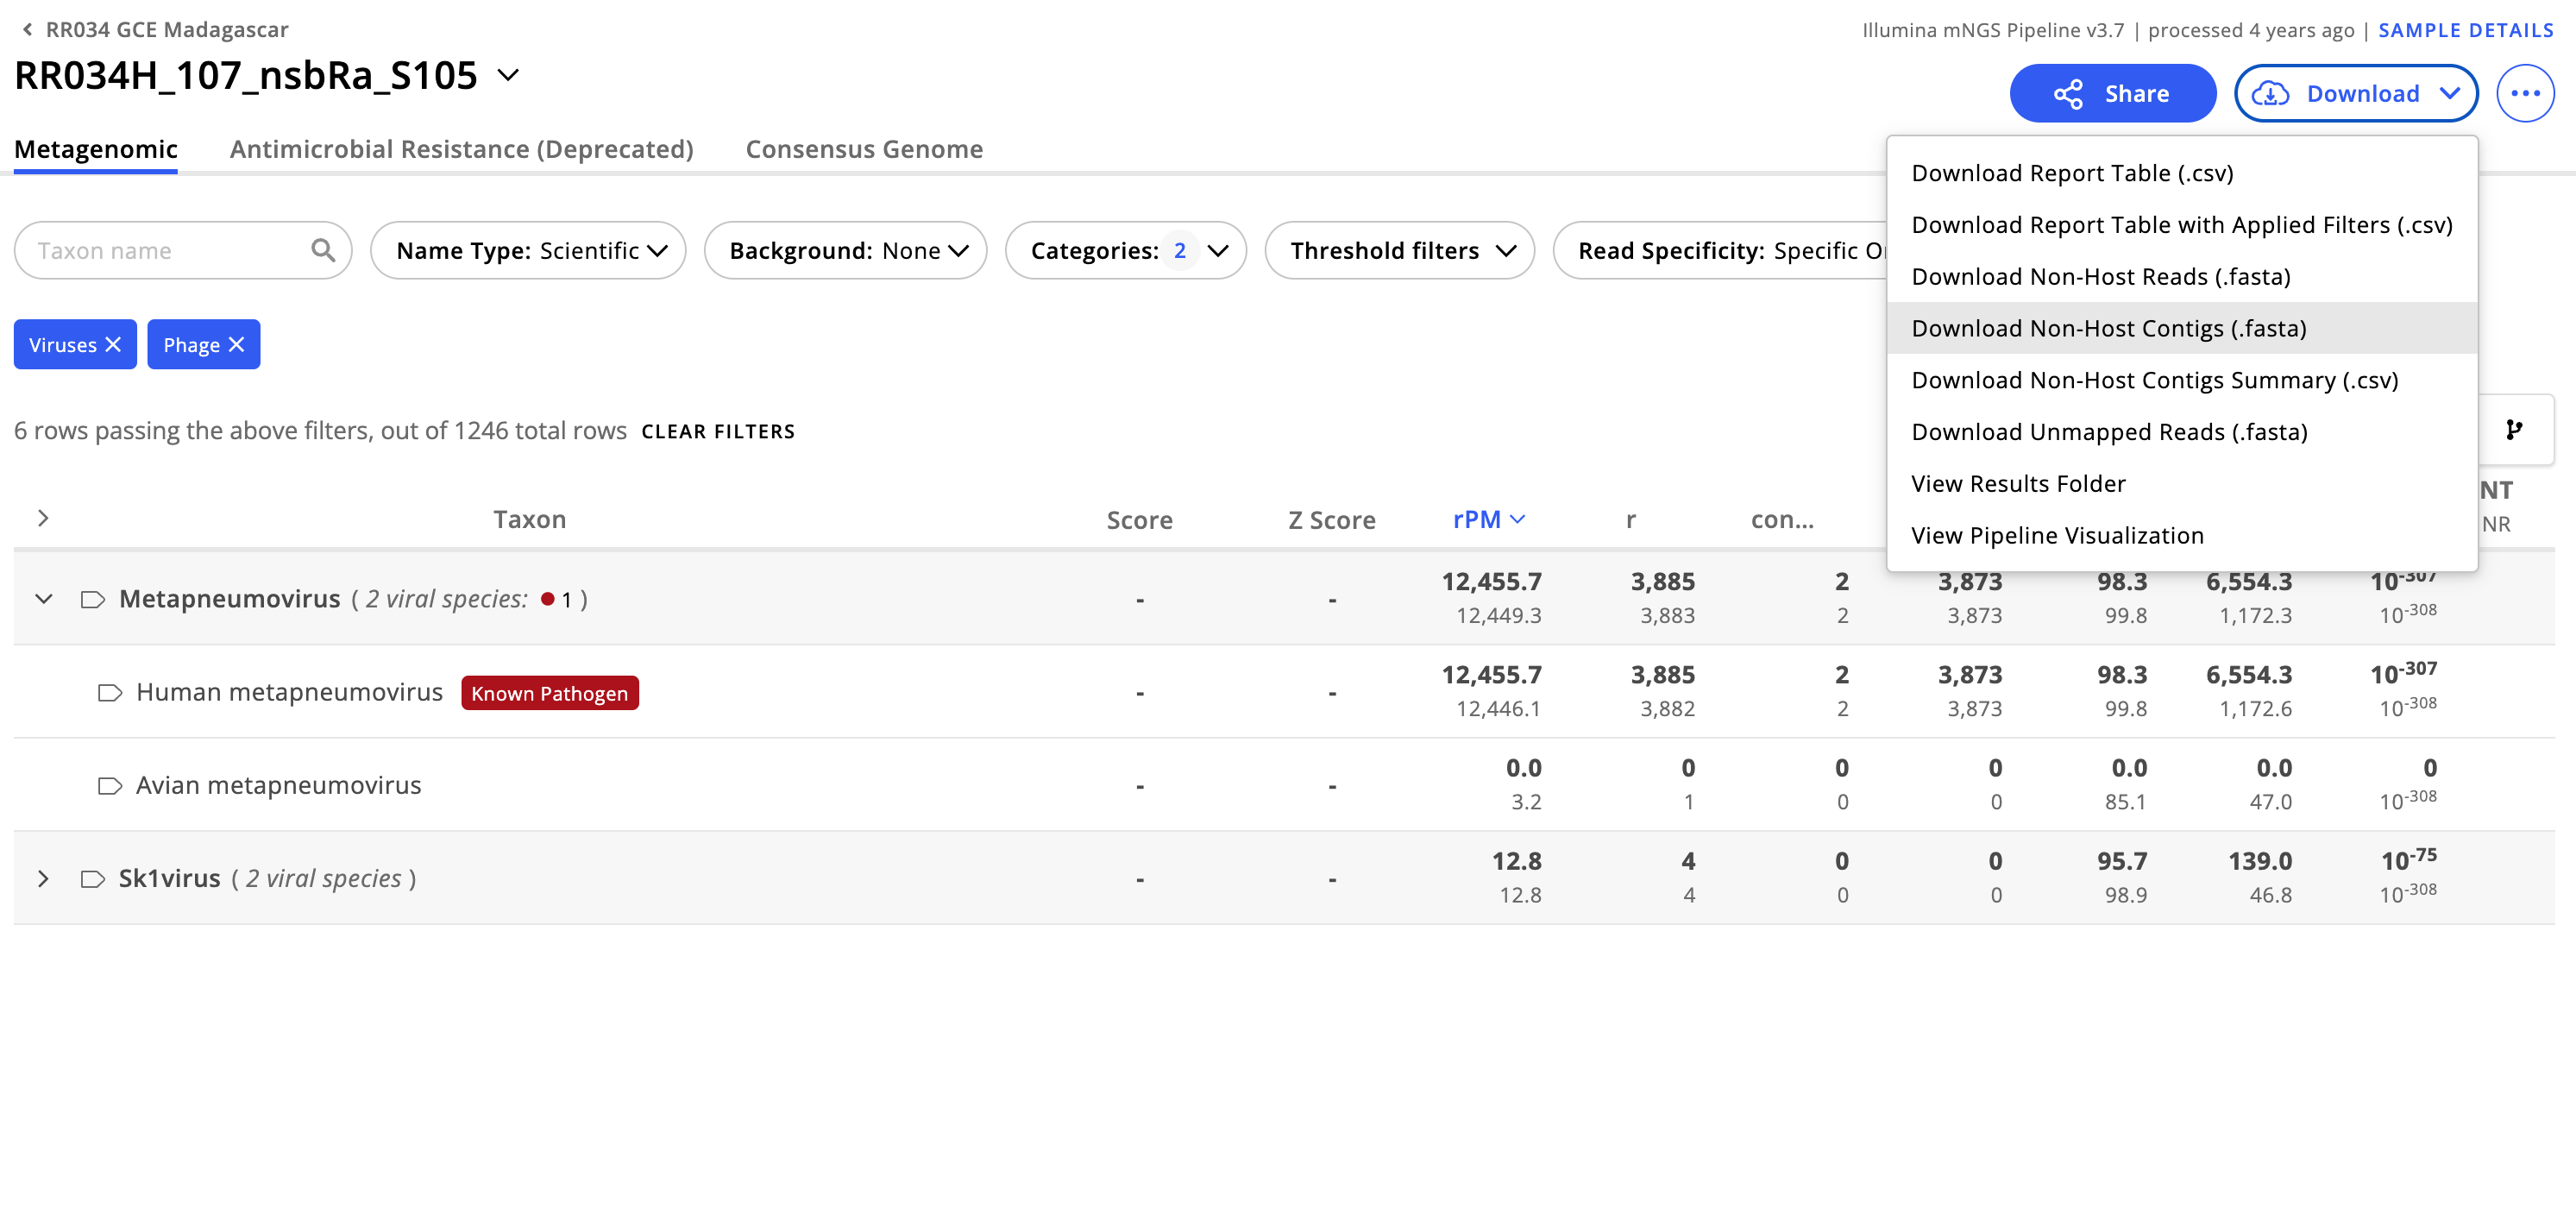 RR034 GCE Madagascar
Illumina mNGS Pipeline v3.7 | processed 4 years ago | SAMPLE DETAILS
RR034H_107_nsbRa_S105
Share
Download
Metagenomic
Antimicrobial Resistance (Deprecated)
Consensus Genome
Download Report Table (.csv)
Download Report Table with Applied Filters (.csv)
Download Non-Host Reads (.fasta)
Download Non-Host Contigs (.fasta)
Download Non-Host Contigs Summary (.csv)
Download Unmapped Reads (.fasta)
View Results Folder
View Pipeline Visualization
Taxon name
Name Type: Scientific
Background: None
Categories: 2
Threshold filters
Read Specificity: Specific
Viruses
Phage
6 rows passing the above filters, out of 1246 total rows CLEAR FILTERS
Taxon Score Z Score rPM r con... NT
NR
Metapneumovirus ( 2 viral species: 1 ) - - 12,455.7 3,885 2 3,873 98.3 6,554.3 10-307
12,449.3 3,883 2 3,873 99.8 1,172.3 10-308
Human metapneumovirus Known Pathogen - - 12,455.7 3,885 2 3,873 98.3 6,554.3 10-307
12,446.1 3,882 2 3,873 99.8 1,172.6 10-308
Avian metapneumovirus - - 0.0 0 0 0 0.0 0.0 0
3.2 1 0 0 85.1 47.0 10-308
Sk1virus ( 2 viral species ) - - 12.8 4 0 0 95.7 139.0 10-75
12.8 4 0 0 98.9 46.8 10-308